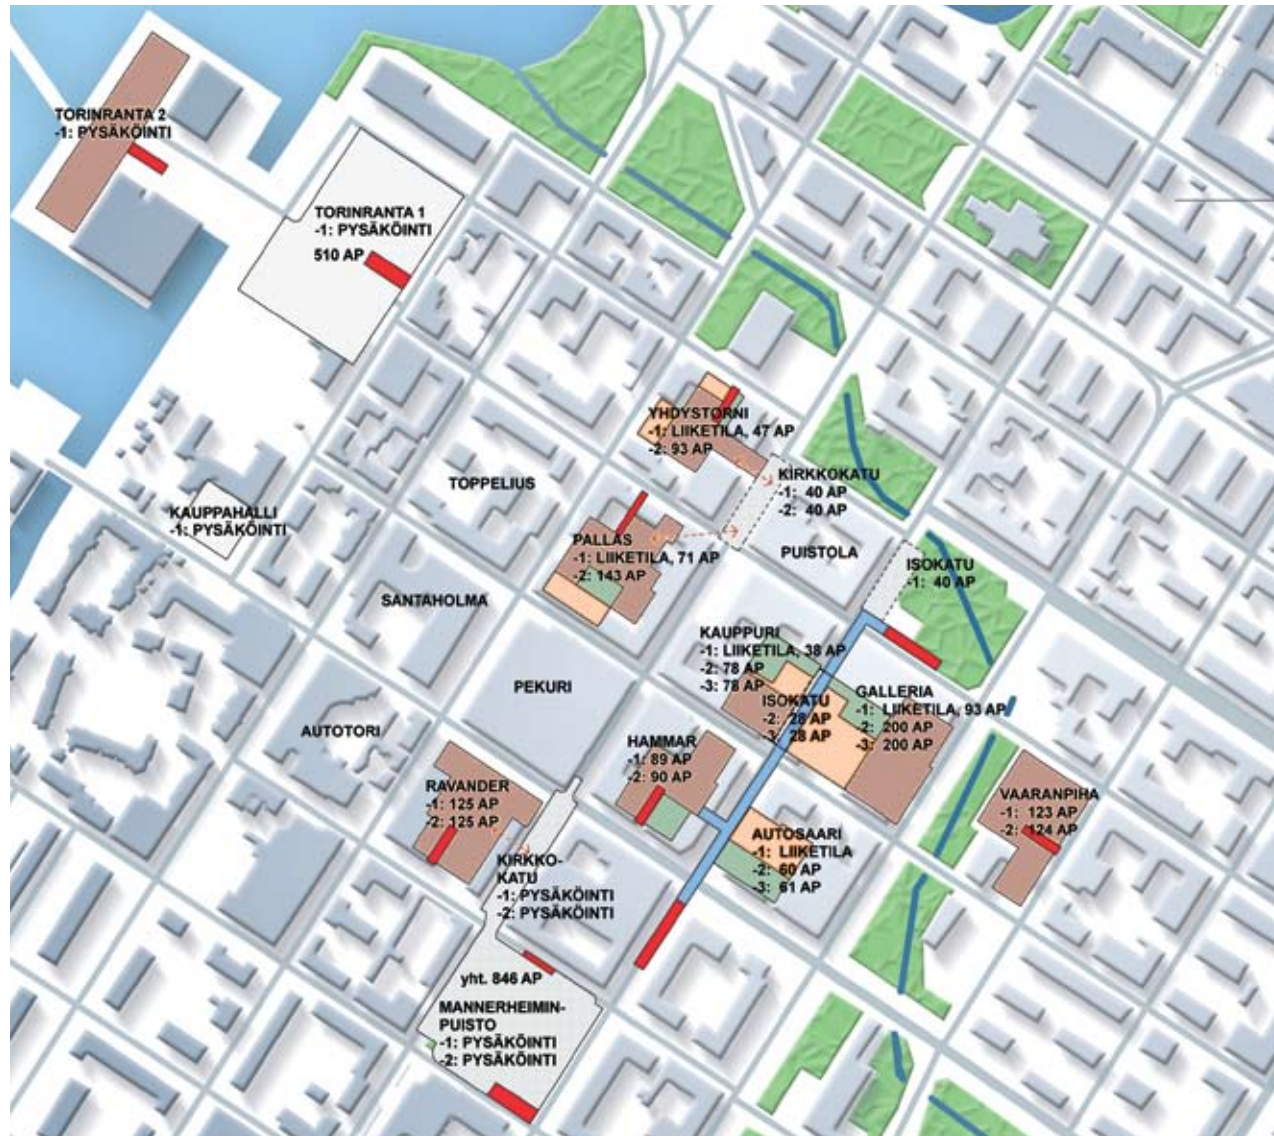 TORINRANTA 2
-1: PYSÄKÖINTI
TORINRANTA 1
-1: PYSÄKÖINTI
510 AP
YHDYSTORNI
-1: LIIKETILA, 47 AP
-2: 93 AP
KIRKKOKATU
-1: 40 AP
-2: 40 AP
TOPPELIUS
KAUPPAHALLI
-1: PYSÄKÖINTI
PALLAS
-1: LIIKETILA, 71 AP
-2: 143 AP
PUISTOLA
ISOKATU
-1: 40 AP
SANTAHOLMA
KAUPPURI
-1: LIIKETILA, 38 AP
-2: 78 AP
-3: 78 AP
PEKURI
ISOKATU
-2: 28 AP
-3: 28 AP
GALLERIA
-1: LIIKETILA, 93 AP
-2: 200 AP
-3: 200 AP
AUTOTORI
HAMMAR
-1: 89 AP
-2: 90 AP
RAVANDER
-1: 125 AP
-2: 125 AP
VAARANPIHA
-1: 123 AP
-2: 124 AP
AUTOSAARI
-1: LIIKETILA
-2: 60 AP
-3: 61 AP
KIRKKO-
KATU
-1: PYSÄKÖINTI
-2: PYSÄKÖINTI
yht. 846 AP
MANNERHEIMIN-
PUISTO
-1: PYSÄKÖINTI
-2: PYSÄKÖINTI